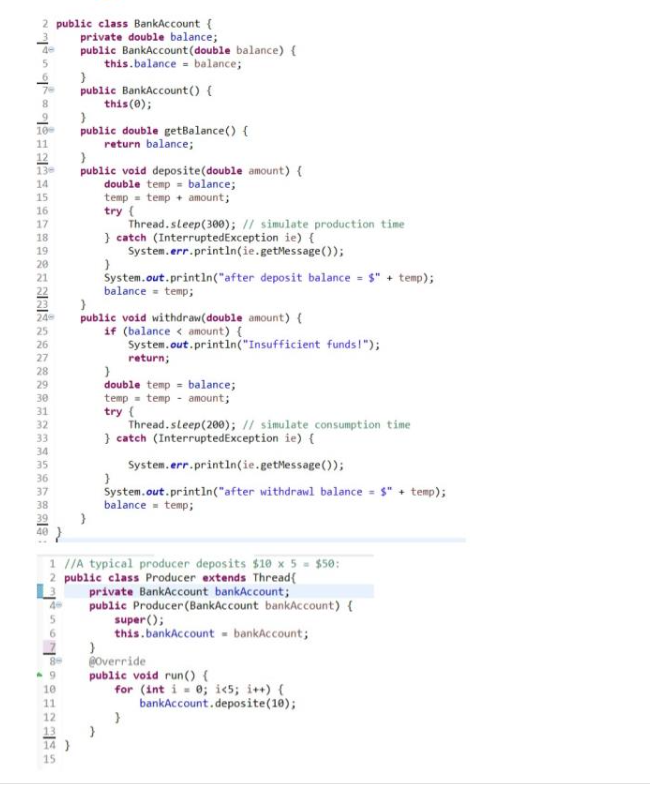 2 public class BankAccount {
3 private double balance;
4 public BankAccount(double balance) {
5 this.balance = balance;
6 }
7 public BankAccount() {
8 this(0);
9 }
10 public double getBalance() {
11 return balance;
12 }
13 public void deposite(double amount) {
14 double temp = balance;
15 temp = temp + amount;
16 try {
17 Thread.sleep(300); // simulate production time
18 } catch (InterruptedException ie) {
19 System.err.println(ie.getMessage());
20 }
21 System.out.println("after deposit balance = $" + temp);
22 balance = temp;
23 }
24 public void withdraw(double amount) {
25 if (balance < amount) {
26 System.out.println("Insufficient funds!");
27 return;
28 }
29 double temp = balance;
30 temp = temp - amount;
31 try {
32 Thread.sleep(200); // simulate consumption time
33 } catch (InterruptedException ie) {
34
35 System.err.println(ie.getMessage());
36 }
37 System.out.println("after withdrawl balance = $" + temp);
38 balance = temp;
39 }
40 }
1 //A typical producer deposits $10 x 5 = $50:
2 public class Producer extends Thread{
3 private BankAccount bankAccount;
4 public Producer(BankAccount bankAccount) {
5 super();
6 this.bankAccount = bankAccount;
7 }
8 @Override
9 public void run() {
10 for (int i = 0; i<5; i++) {
11 bankAccount.deposite(10);
12 }
13 }
14 }
15